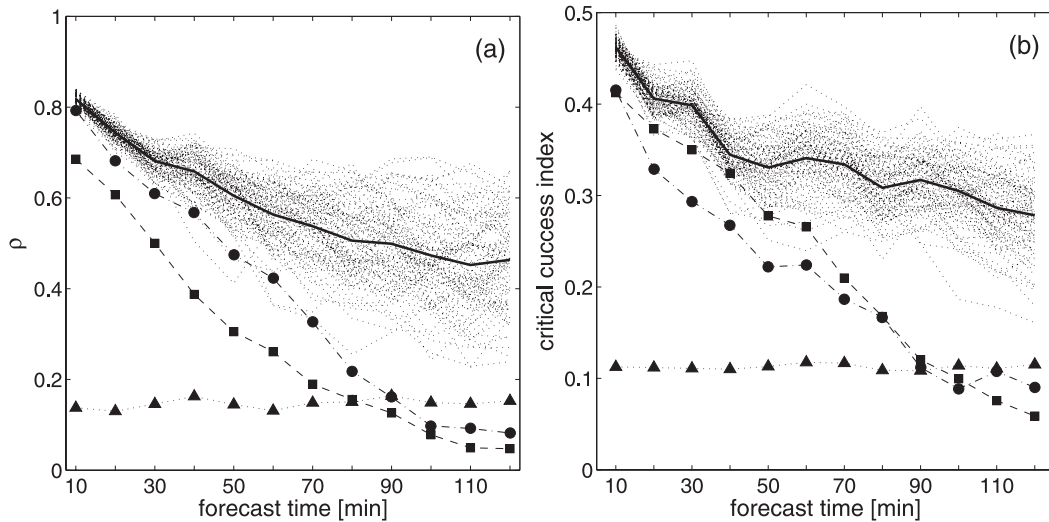 1
0.8
0.6
0.4
0.2
0
ρ
(a)
10 30 50 70 90 110
forecast time [min]
0.5
0.4
0.3
0.2
0.1
0
critical cuccess index
(b)
10 30 50 70 90 110
forecast time [min]